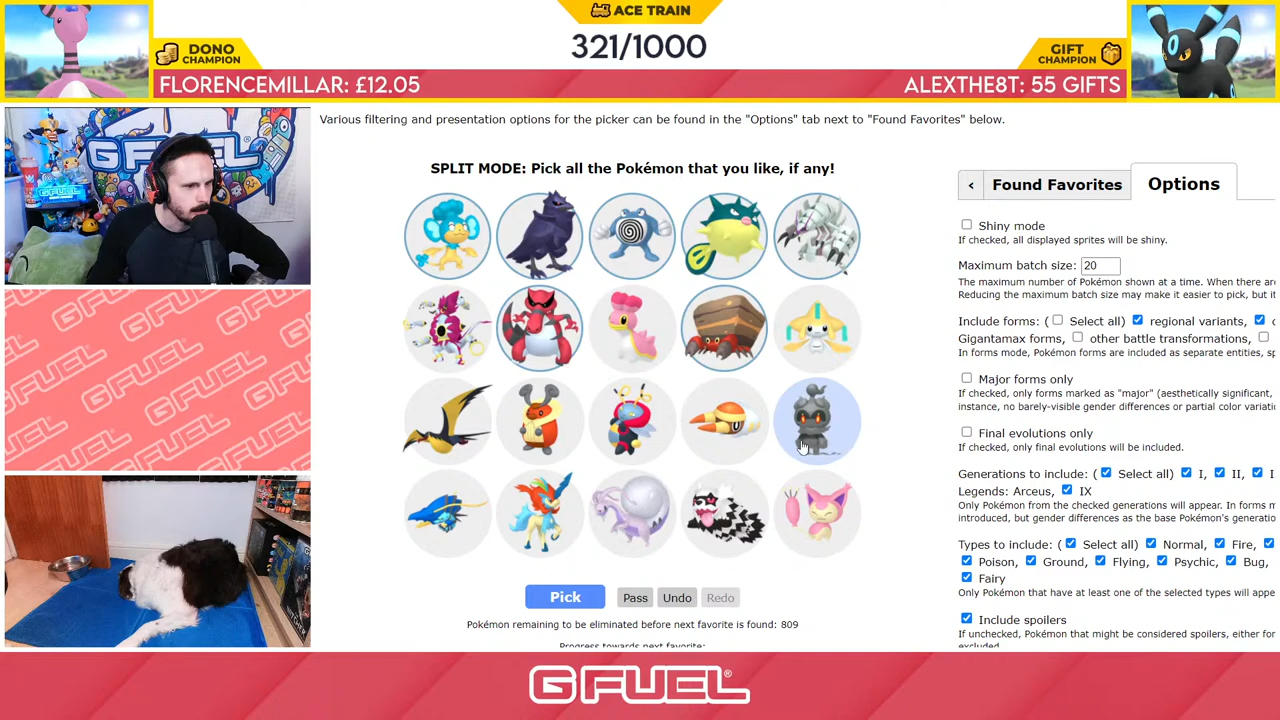 ACE TRAIN
321/1000
DONO
CHAMPION
GIFT
CHAMPION
FLORENCEMILLAR: £12.05
ALEXTHE8T: 55 GIFTS
Various filtering and presentation options for the picker can be found in the "Options" tab next to "Found Favorites" below.
SPLIT MODE: Pick all the Pokémon that you like, if any!
‹ Found Favorites Options
Shiny mode
If checked, all displayed sprites will be shiny.
Maximum batch size: 20
The maximum number of Pokémon shown at a time. When there are
Reducing the maximum batch size may make it easier to pick, but it
Include forms: ( Select all) regional variants,
Gigantamax forms, other battle transformations,
In forms mode, Pokémon forms are included as separate entities, sp
Major forms only
If checked, only forms marked as "major" (aesthetically significant,
instance, no barely-visible gender differences or partial color variatio
Final evolutions only
If checked, only final evolutions will be included.
Generations to include: ( Select all) I, II, I
Legends: Arceus, IX
Only Pokémon from the checked generations will appear. In forms m
introduced, but gender differences as the base Pokémon's generatio
Types to include: ( Select all) Normal, Fire,
Poison, Ground, Flying, Psychic, Bug,
Fairy
Only Pokémon that have at least one of the selected types will appe
Include spoilers
If unchecked, Pokémon that might be considered spoilers, either for
excluded.
Pick Pass Undo Redo
Pokémon remaining to be eliminated before next favorite is found: 809
Progress towards next favorite:
G FUEL
G FUEL